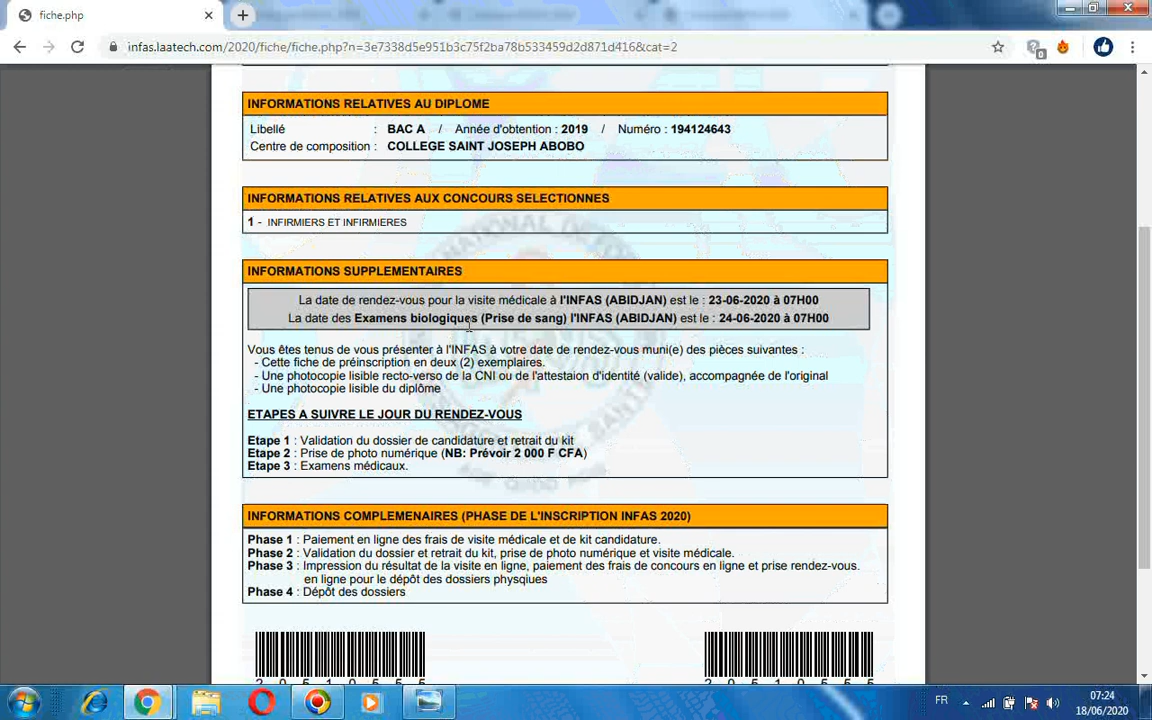 fiche.php
infas.laatech.com/2020/fiche/fiche.php?n=3e7338d5e951b3c75f2ba78b533459d2d871d416&cat=2
INFORMATIONS RELATIVES AU DIPLOME
Libellé : BAC A / Année d'obtention : 2019 / Numéro : 194124643
Centre de composition : COLLEGE SAINT JOSEPH ABOBO
INFORMATIONS RELATIVES AUX CONCOURS SELECTIONNES
1 - INFIRMIERS ET INFIRMIERES
INFORMATIONS SUPPLEMENTAIRES
La date de rendez-vous pour la visite médicale à l'INFAS (ABIDJAN) est le : 23-06-2020 à 07H00
La date des Examens biologiques (Prise de sang) l'INFAS (ABIDJAN) est le : 24-06-2020 à 07H00
Vous êtes tenus de vous présenter à l'INFAS à votre date de rendez-vous muni(e) des pièces suivantes :
- Cette fiche de préinscription en deux (2) exemplaires.
- Une photocopie lisible recto-verso de la CNI ou de l'attestaion d'identité (valide), accompagnée de l'original
- Une photocopie lisible du diplôme
ETAPES A SUIVRE LE JOUR DU RENDEZ-VOUS
Etape 1 : Validation du dossier de candidature et retrait du kit
Etape 2 : Prise de photo numérique (NB: Prévoir 2 000 F CFA)
Etape 3 : Examens médicaux.
INFORMATIONS COMPLEMENAIRES (PHASE DE L'INSCRIPTION INFAS 2020)
Phase 1 : Paiement en ligne des frais de visite médicale et de kit candidature.
Phase 2 : Validation du dossier et retrait du kit, prise de photo numérique et visite médicale.
Phase 3 : Impression du résultat de la visite en ligne, paiement des frais de concours en ligne et prise rendez-vous.
en ligne pour le dépôt des dossiers physqiues
Phase 4 : Dépôt des dossiers
FR
07:24
18/06/2020